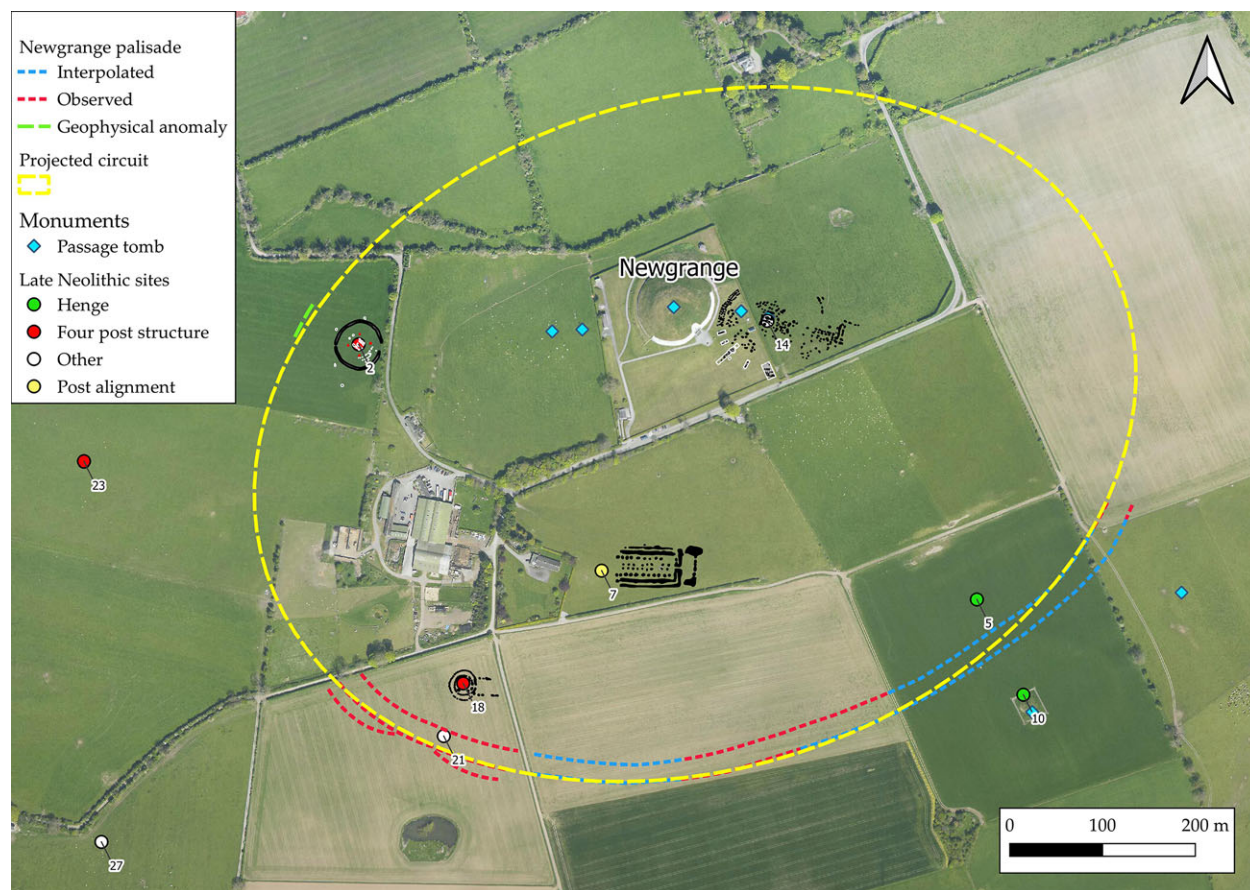 Newgrange palisade
Interpolated
Observed
Geophysical anomaly
Projected circuit
Monuments
Passage tomb
Late Neolithic sites
Henge
Four post structure
Other
Post alignment
Newgrange
2
14
23
7
5
18
10
21
27
0 100 200 m